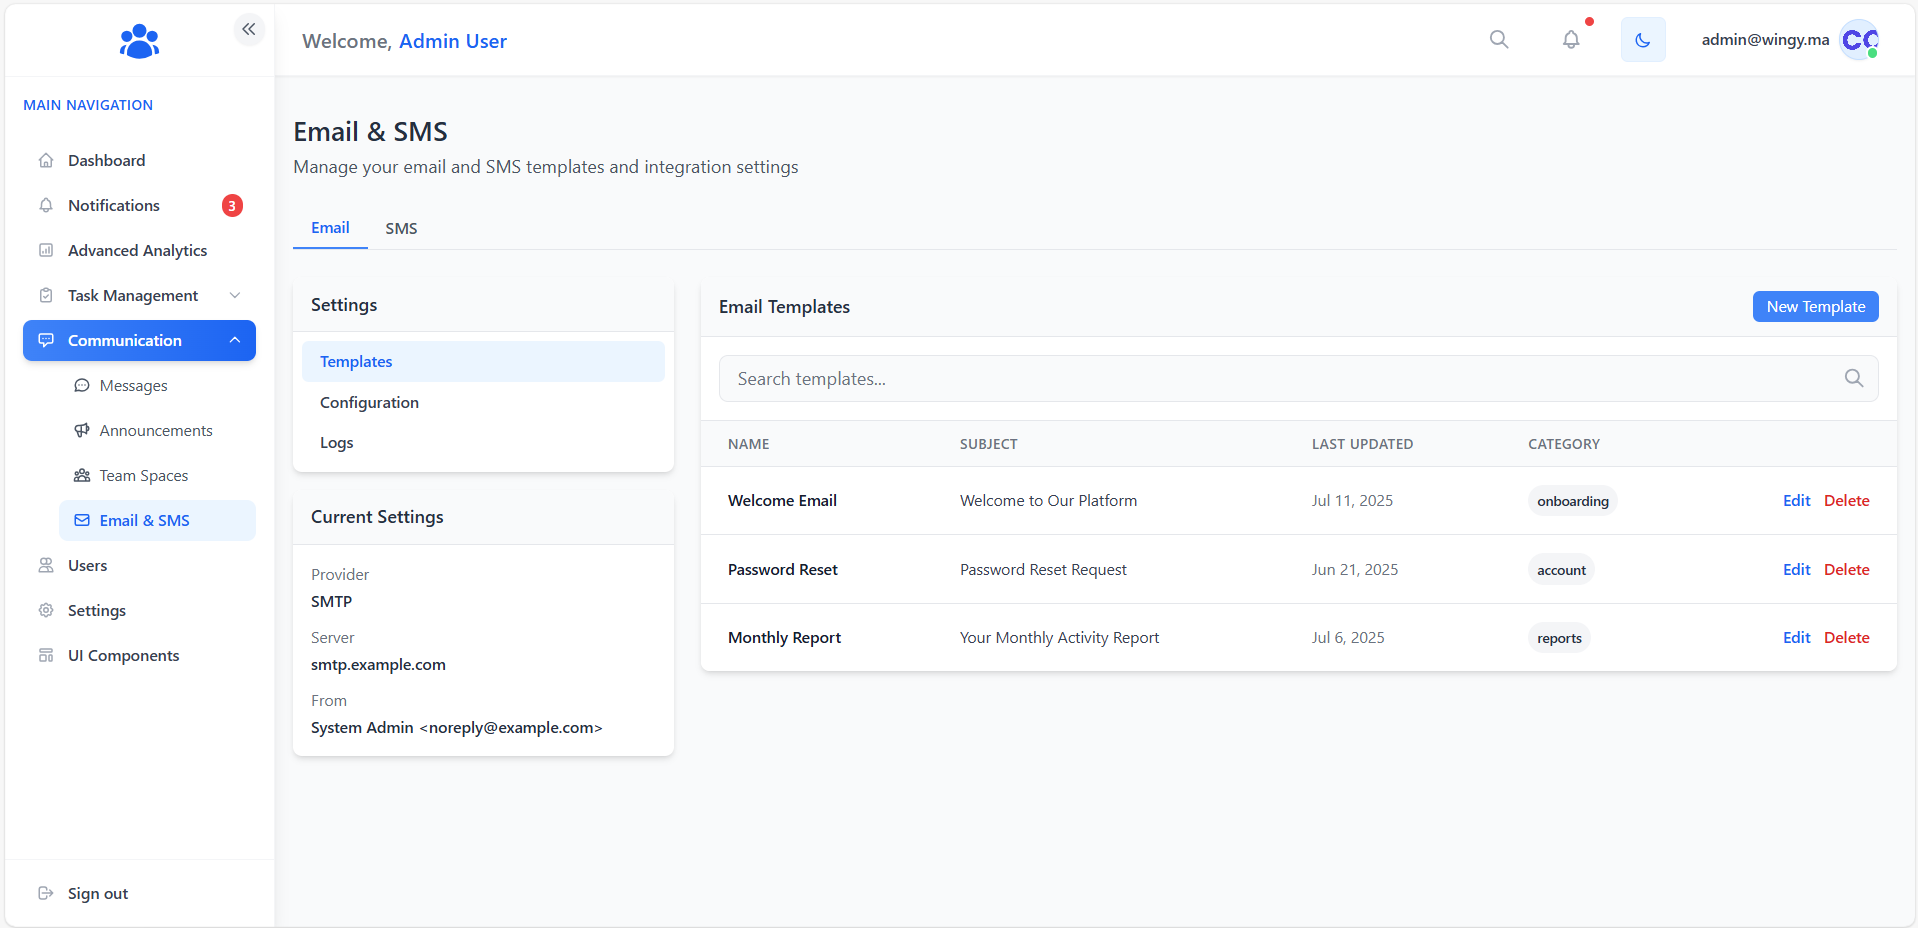 Welcome, Admin User
admin@wingy.ma
MAIN NAVIGATION
Dashboard
Notifications 3
Advanced Analytics
Task Management
Communication
Messages
Announcements
Team Spaces
Email & SMS
Users
Settings
UI Components
Sign out
Email & SMS
Manage your email and SMS templates and integration settings
Email SMS
Settings
Templates
Configuration
Logs
Current Settings
Provider
SMTP
Server
smtp.example.com
From
System Admin <noreply@example.com>
Email Templates New Template
Search templates...
NAME SUBJECT LAST UPDATED CATEGORY
Welcome Email Welcome to Our Platform Jul 11, 2025 onboarding Edit Delete
Password Reset Password Reset Request Jun 21, 2025 account Edit Delete
Monthly Report Your Monthly Activity Report Jul 6, 2025 reports Edit Delete